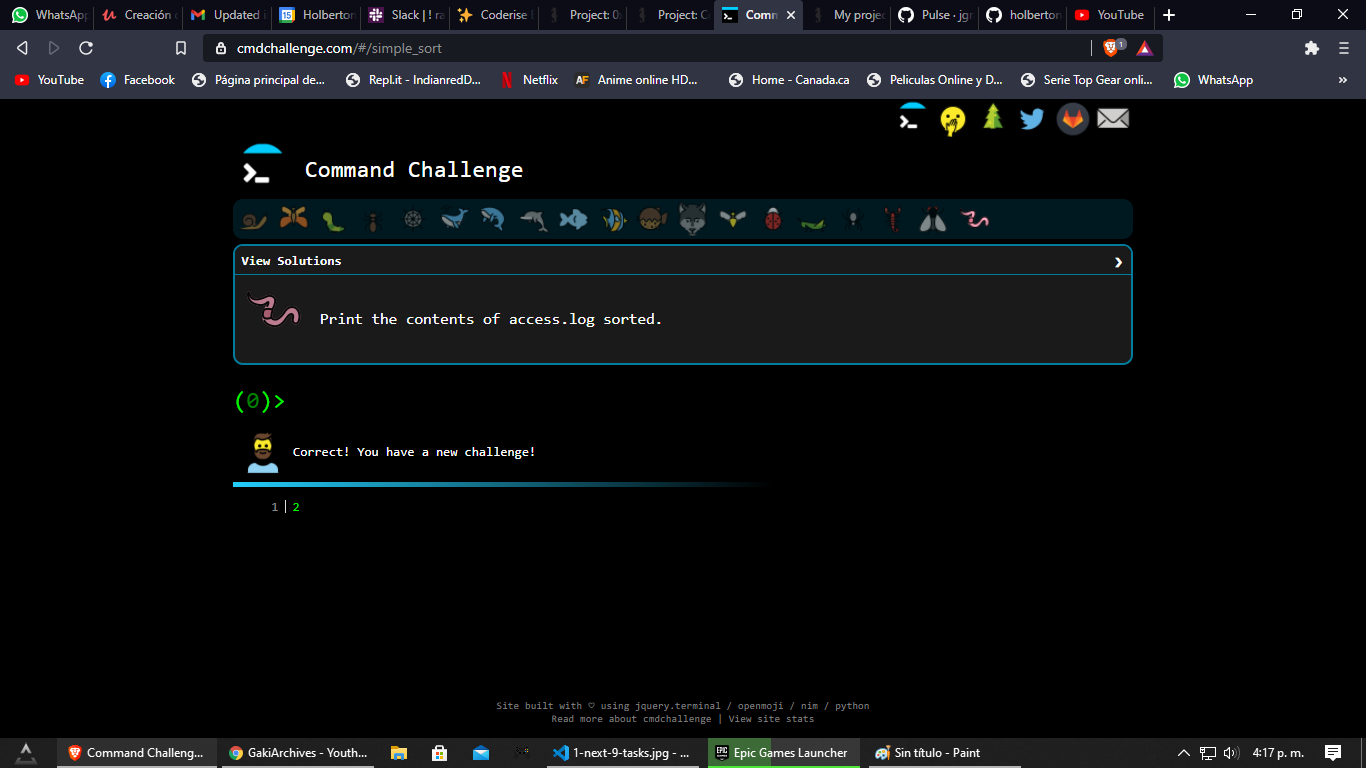 WhatsApp
Creación
Updated i
15
Holberton
Slack | ! ra
Coderise
Project: 0
Project: C
Comm
My projec
Pulse · jgr
holberton
YouTube
cmdchallenge.com/#/simple_sort
1
YouTube
Facebook
Página principal de...
Repl.it - IndianredD...
Netflix
AF
Anime online HD...
Home - Canada.ca
Peliculas Online y D...
Serie Top Gear onli...
WhatsApp
»
Command Challenge
View Solutions
Print the contents of access.log sorted.
(0)>
Correct! You have a new challenge!
1 | 2
Site built with ♡ using jquery.terminal / openmoji / nim / python
Read more about cmdchallenge | View site stats
Command Challeng...
GakiArchives - Youth...
1-next-9-tasks.jpg - ...
EPIC
Epic Games Launcher
Sin título - Paint
4:17 p. m.